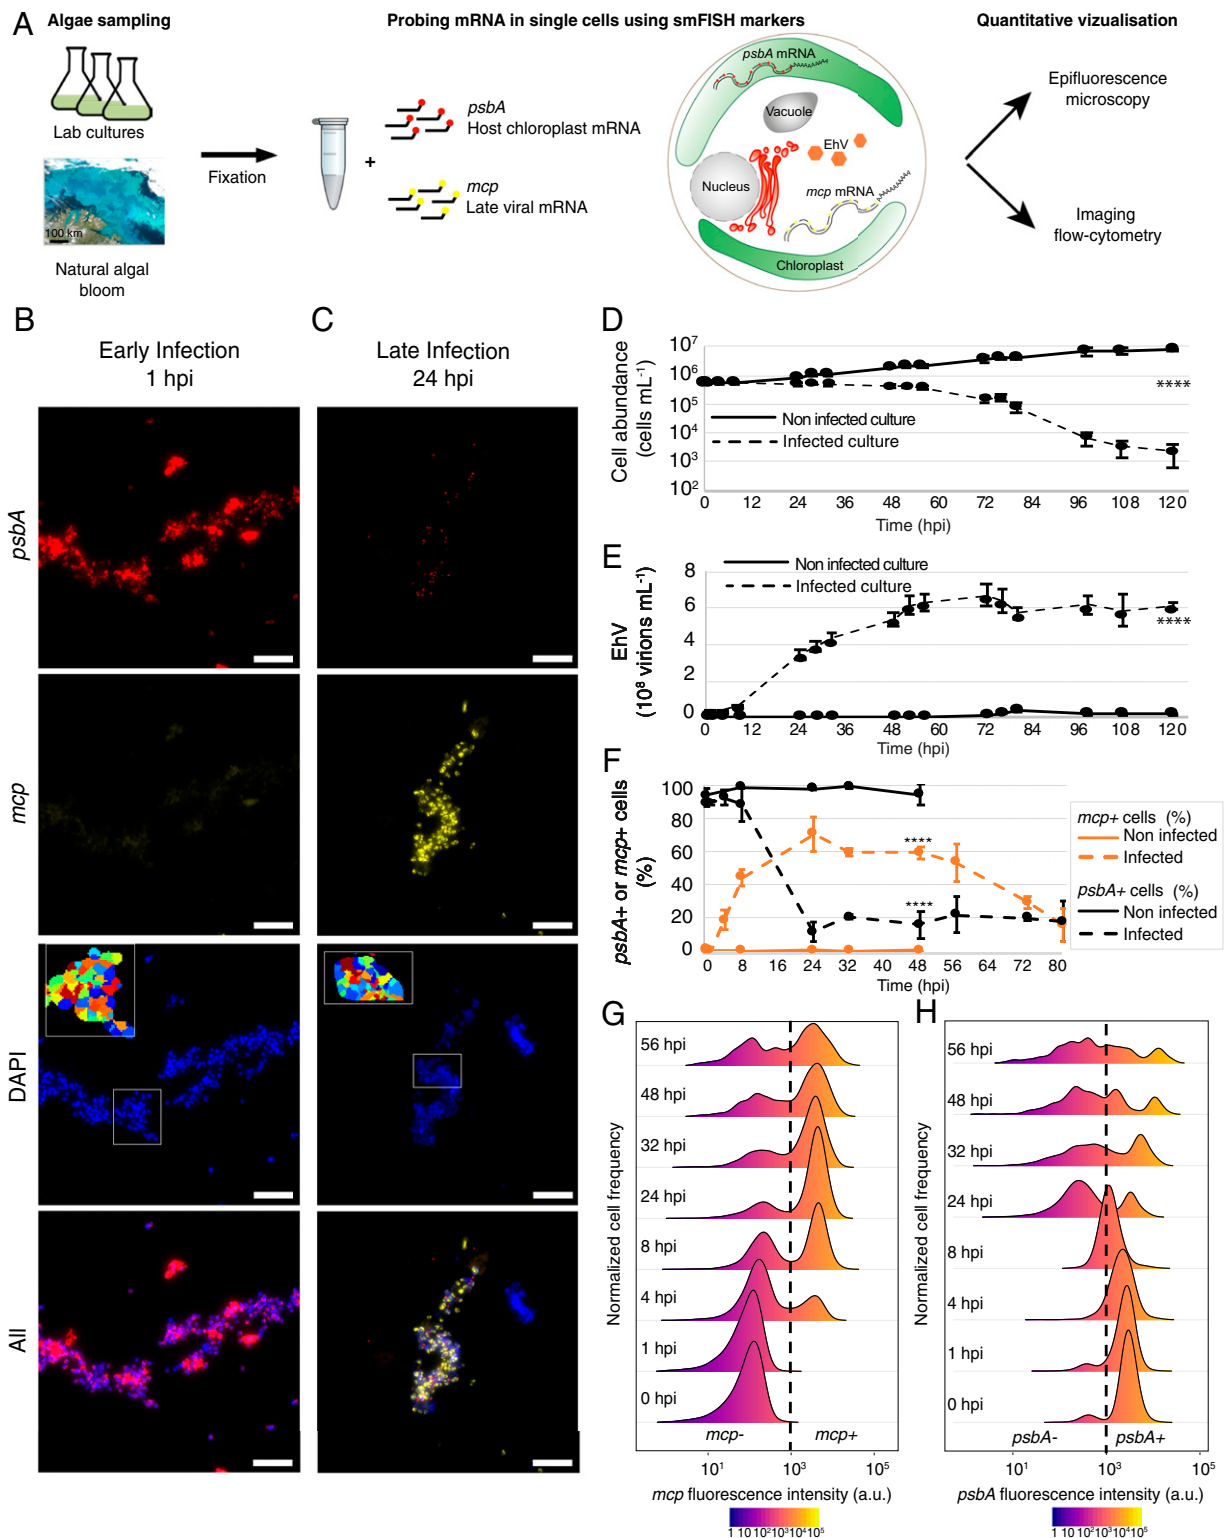 A
Algae sampling
Probing mRNA in single cells using smFISH markers
Quantitative vizualisation
Lab cultures
100 km
Natural algal
bloom
Fixation
+
psbA
Host chloroplast mRNA
mcp
Late viral mRNA
psbA mRNA
Vacuole
EhV
Nucleus
mcp mRNA
Chloroplast
Epifluorescence
microscopy
Imaging
flow-cytometry
B
Early Infection
1 hpi
C
Late Infection
24 hpi
psbA
mcp
DAPI
All
D
Cell abundance
(cells mL-1)
10⁷
10⁶
10⁵
10⁴
10³
10²
Non infected culture
Infected culture
****
0 12 24 36 48 60 72 84 96 108 120
Time (hpi)
E
EhV
(10⁸ virions mL-1)
8
6
4
2
0
Non infected culture
Infected culture
****
0 12 24 36 48 60 72 84 96 108 120
Time (hpi)
F
psbA+ or mcp+ cells
(%)
100
80
60
40
20
0
****
****
0 8 24 32 40 48 56 64 72 80
Time (hpi)
mcp+ cells (%)
Non infected
Infected
psbA+ cells (%)
Non infected
Infected
G
Normalized cell frequency
56 hpi
48 hpi
32 hpi
24 hpi
8 hpi
4 hpi
1 hpi
0 hpi
mcp- mcp+
10¹ 10³ 10⁵
mcp fluorescence intensity (a.u.)
1 10 10²10³10⁴10⁵
H
Normalized cell frequency
56 hpi
48 hpi
32 hpi
24 hpi
8 hpi
4 hpi
1 hpi
0 hpi
psbA- psbA+
10¹ 10³ 10⁵
psbA fluorescence intensity (a.u.)
1 10 10²10³10⁴10⁵